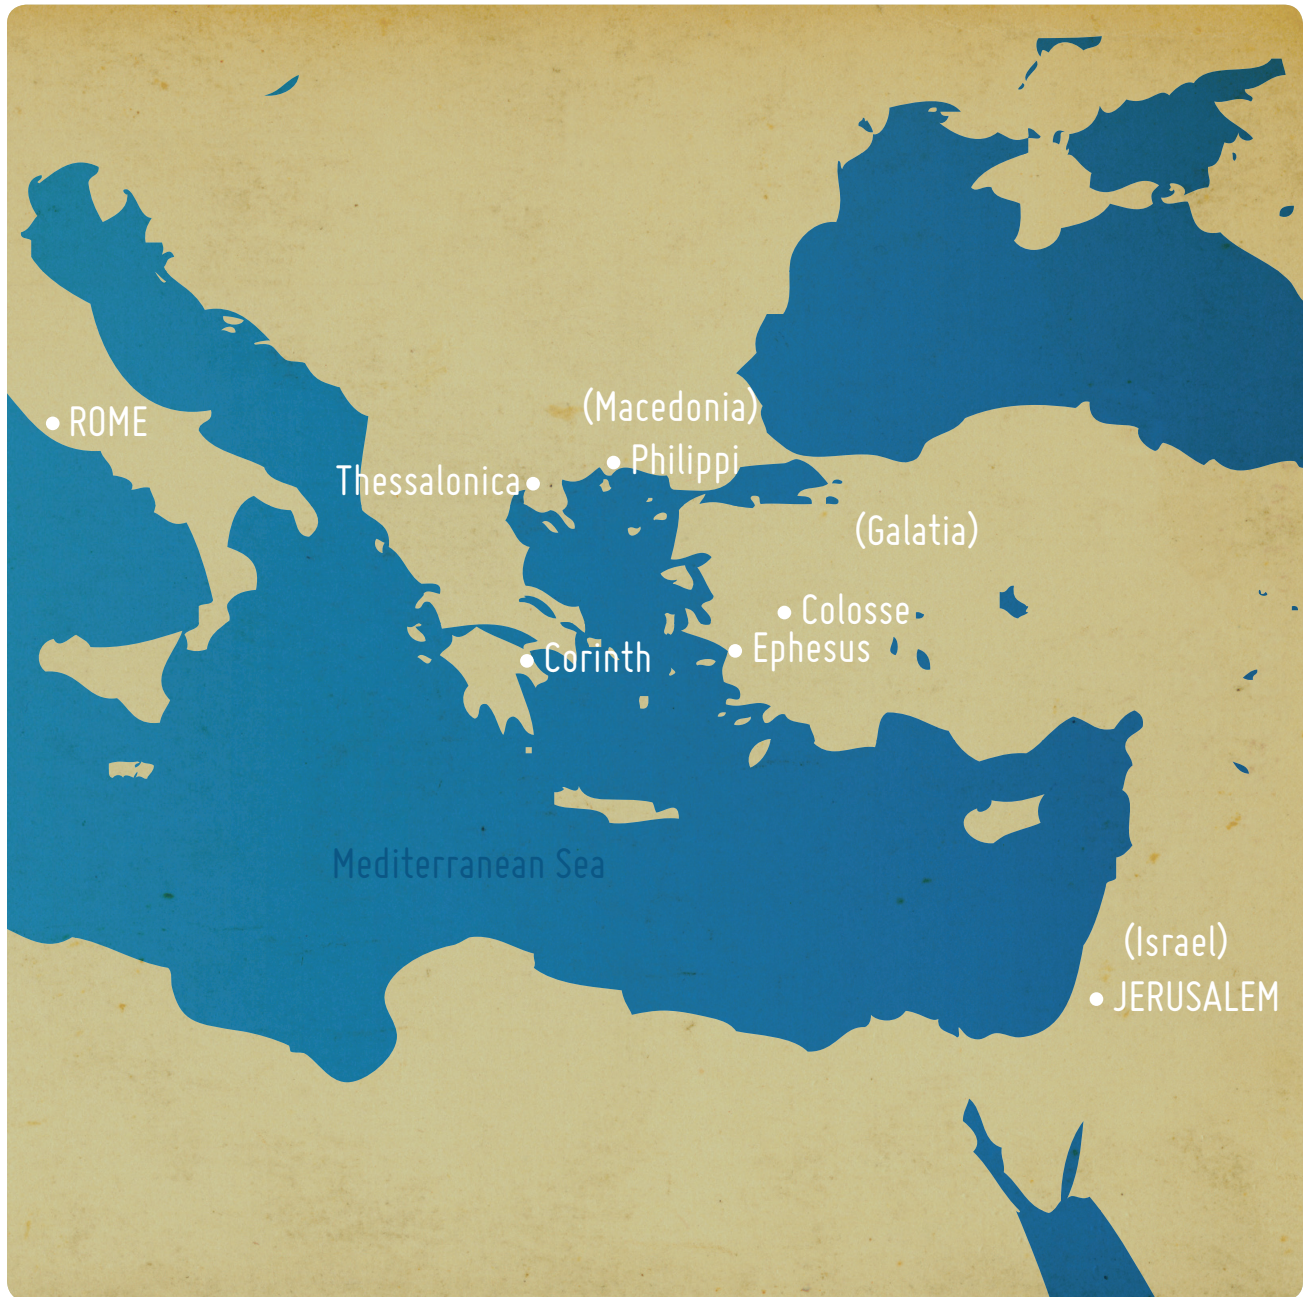 (Macedonia)
ROME
Philippi
Thessalonica
(Galatia)
Colosse
Ephesus
Corinth
Mediterranean Sea
(Israel)
JERUSALEM